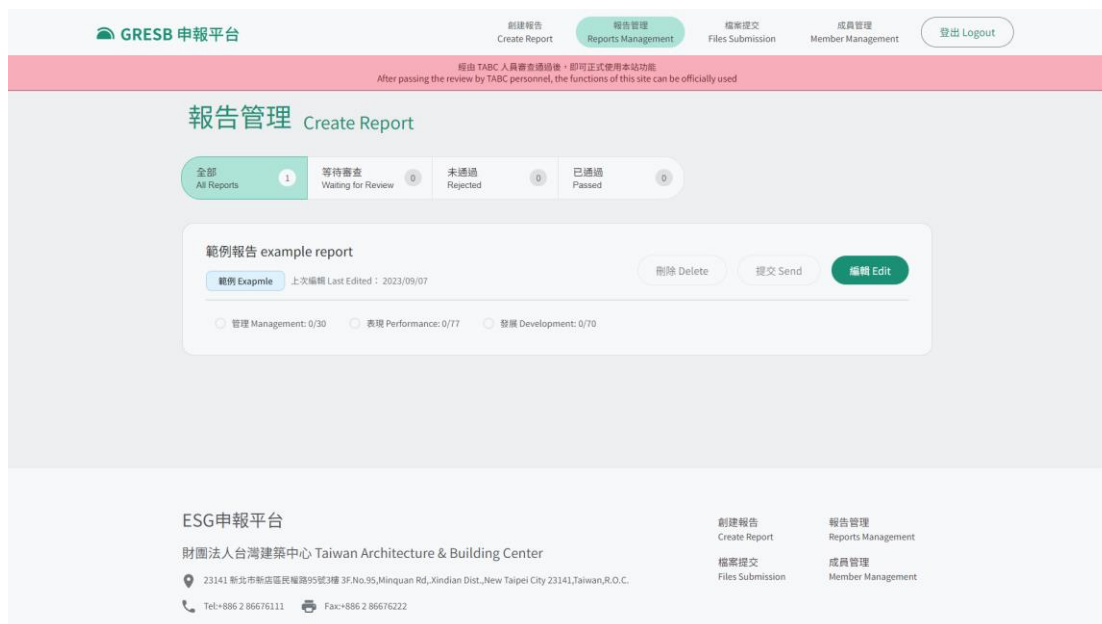 GRESB 申報平台
創建報告
Create Report
報告管理
Reports Management
檔案提交
Files Submission
成員管理
Member Management
登出 Logout
經由 TABC 人員審查通過後，即可正式使用本站功能
After passing the review by TABC personnel, the functions of this site can be officially used
報告管理 Create Report
全部
All Reports
1
等待審查
Waiting for Review
0
未通過
Rejected
0
已通過
Passed
0
範例報告 example report
刪除 Delete
提交 Send
編輯 Edit
範例 Exapmle
上次編輯 Last Edited： 2023/09/07
管理 Management: 0/30
表現 Performance: 0/77
發展 Development: 0/70
ESG申報平台
財團法人台灣建築中心 Taiwan Architecture & Building Center
23141 新北市新店區民權路95號3樓 3F.No.95,Minquan Rd,.Xindian Dist.,New Taipei City 23141,Taiwan,R.O.C.
Tel:+886 2 86676111
Fax:+886 2 86676222
創建報告
Create Report
報告管理
Reports Management
檔案提交
Files Submission
成員管理
Member Management